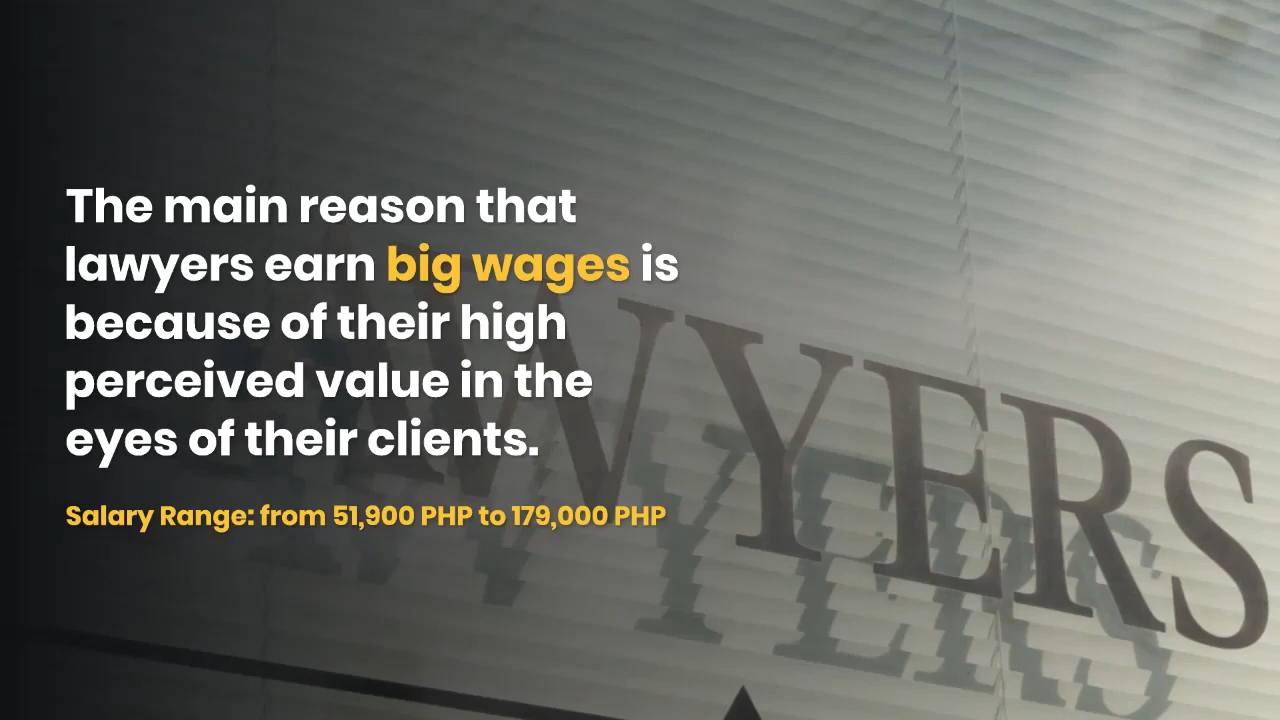 The main reason that
lawyers earn big wages is
because of their high
perceived value in the
eyes of their clients.
Salary Range: from 51,900 PHP to 179,000 PHP
LAWYERS